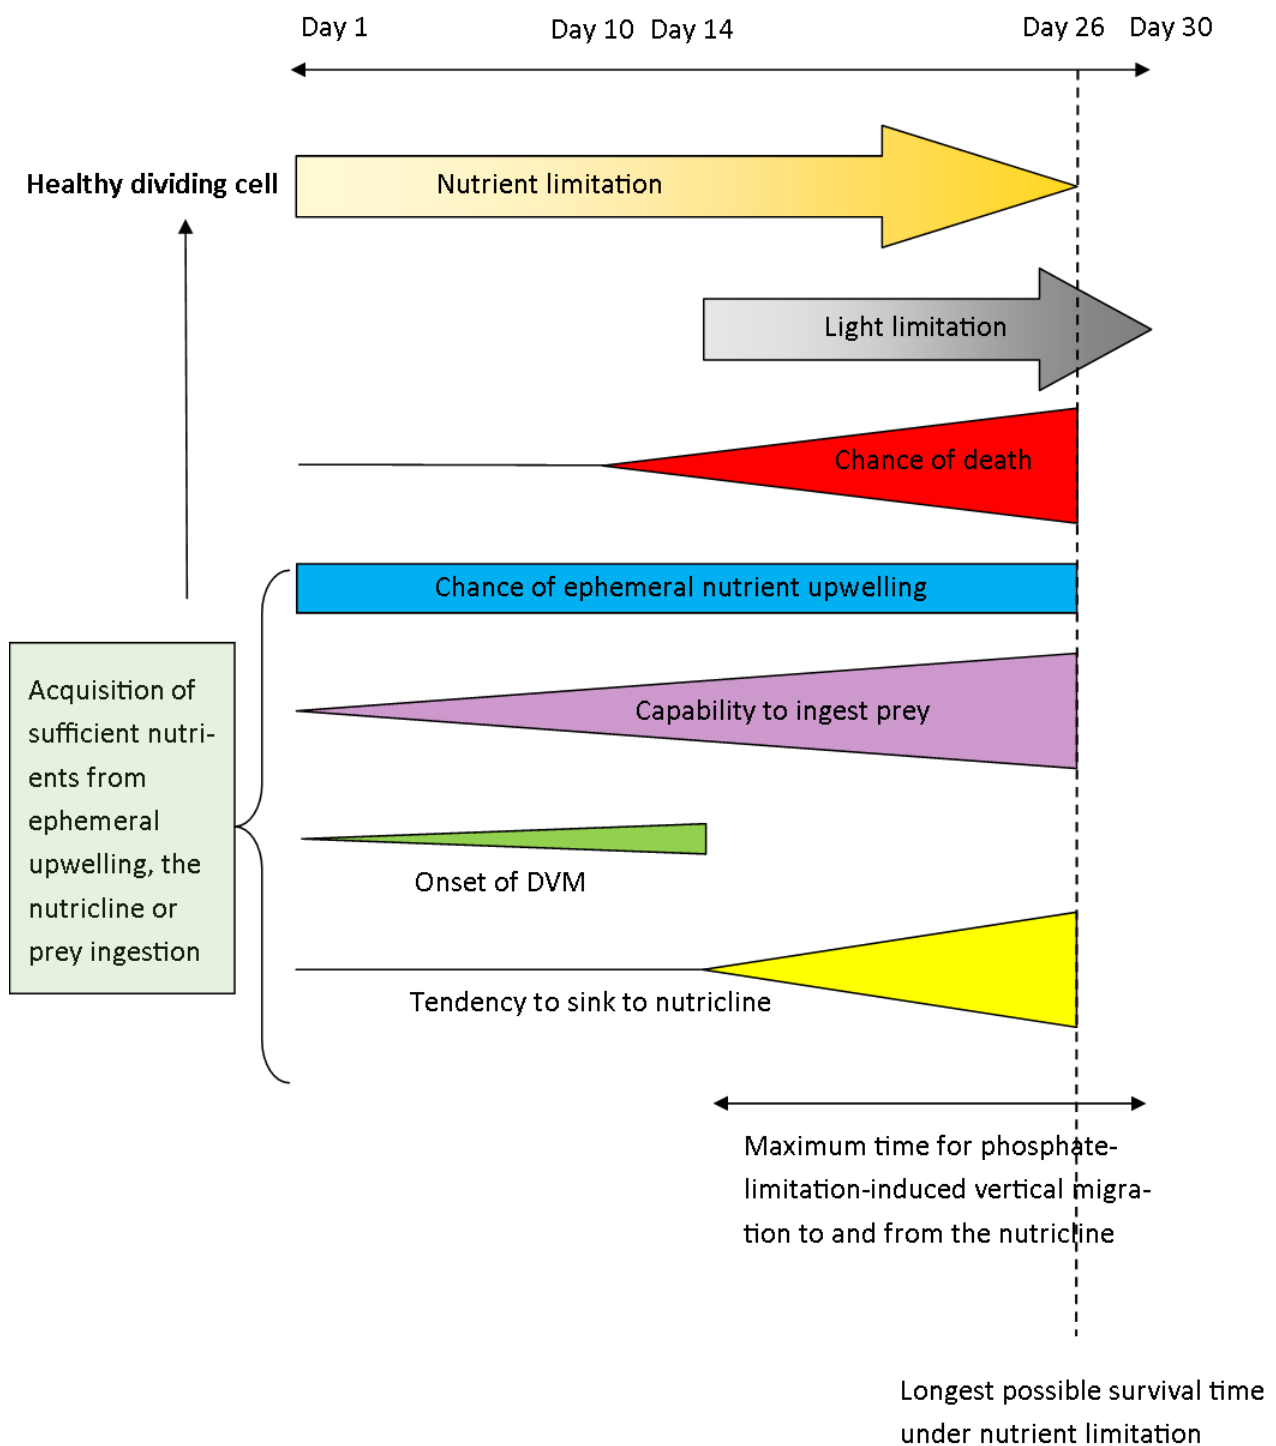 Day 1
Day 10
Day 14
Day 26
Day 30
Healthy dividing cell
Nutrient limitation
Light limitation
Chance of death
Chance of ephemeral nutrient upwelling
Acquisition of
sufficient nutri-
ents from
ephemeral
upwelling, the
nutricline or
prey ingestion
Capability to ingest prey
Onset of DVM
Tendency to sink to nutricline
Maximum time for phosphate-
limitation-induced vertical migra-
tion to and from the nutricline
Longest possible survival time
under nutrient limitation